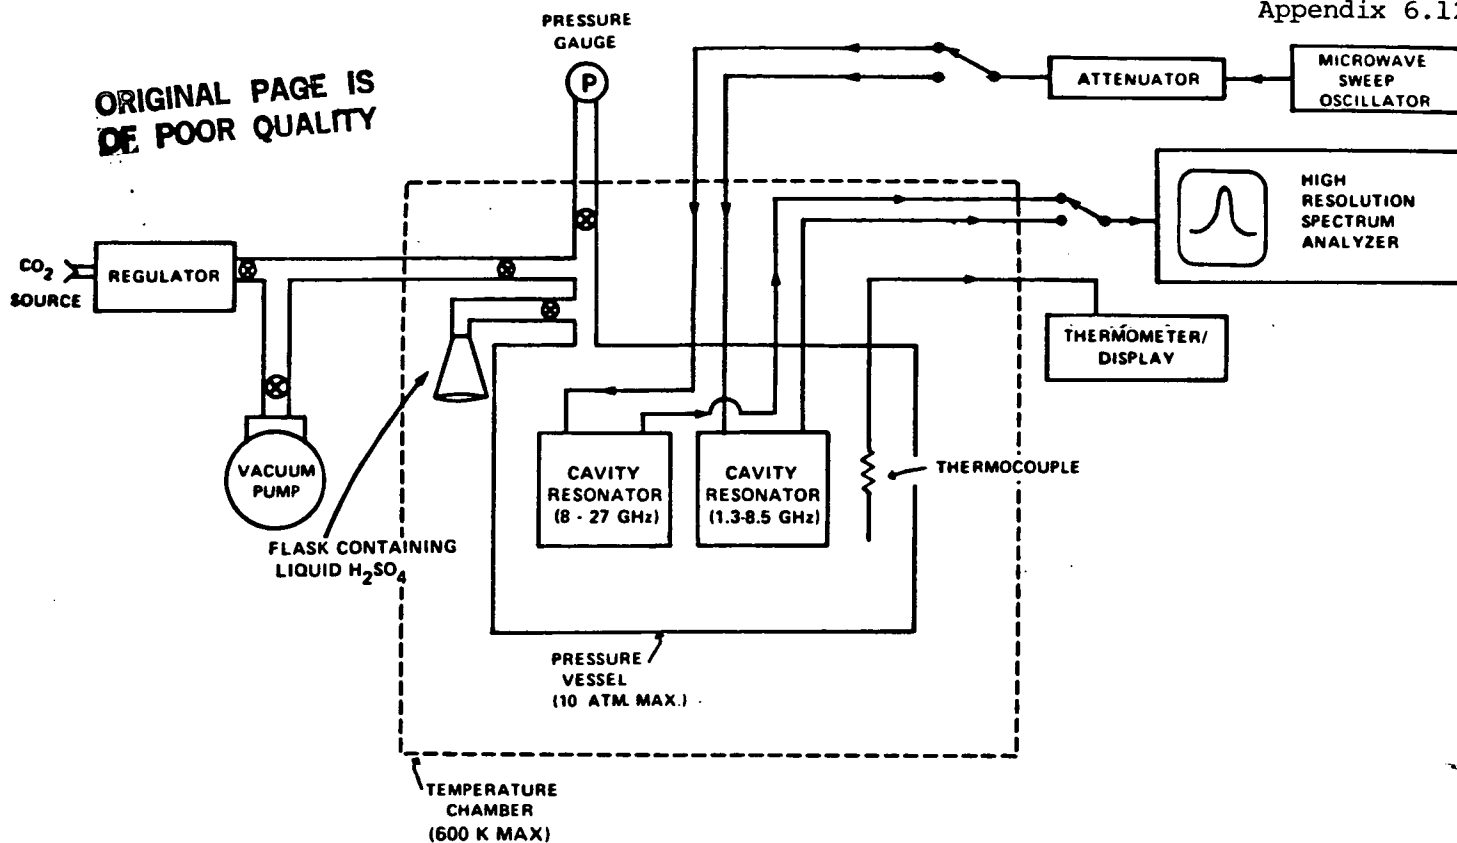 Appendix 6.12
PRESSURE
GAUGE
P
ORIGINAL PAGE IS
OF POOR QUALITY
ATTENUATOR
MICROWAVE
SWEEP
OSCILLATOR
HIGH
RESOLUTION
SPECTRUM
ANALYZER
CO2
SOURCE
REGULATOR
THERMOMETER/
DISPLAY
VACUUM
PUMP
CAVITY
RESONATOR
(8 - 27 GHz)
CAVITY
RESONATOR
(1.3-8.5 GHz)
THERMOCOUPLE
FLASK CONTAINING
LIQUID H2SO4
PRESSURE
VESSEL
(10 ATM. MAX.)
TEMPERATURE
CHAMBER
(600 K MAX)